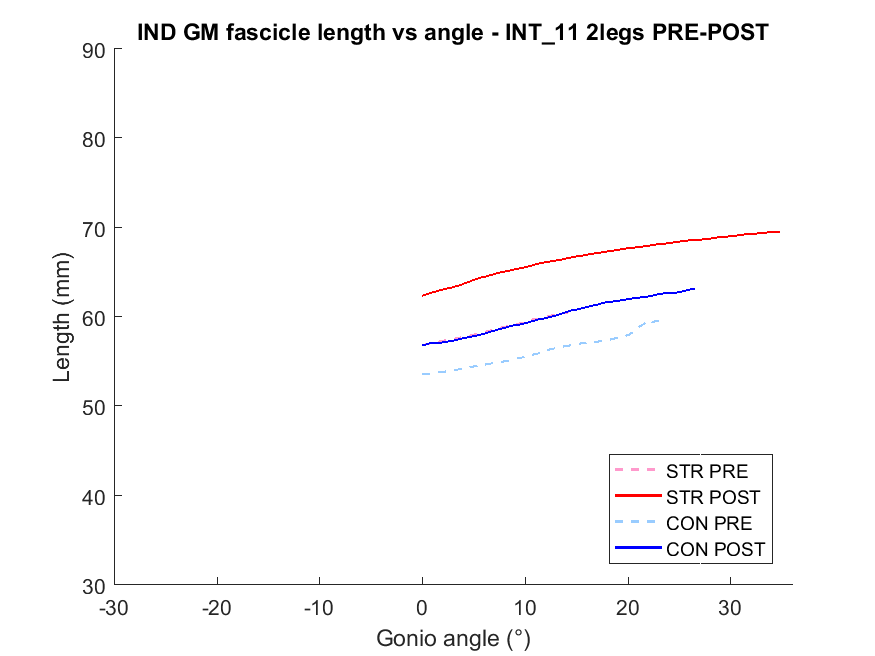 IND GM fascicle length vs angle - INT_11 2legs PRE-POST
90
80
70
60
50
40
30
Length (mm)
-30
-20
-10
0
10
20
30
Gonio angle (°)
STR PRE
STR POST
CON PRE
CON POST